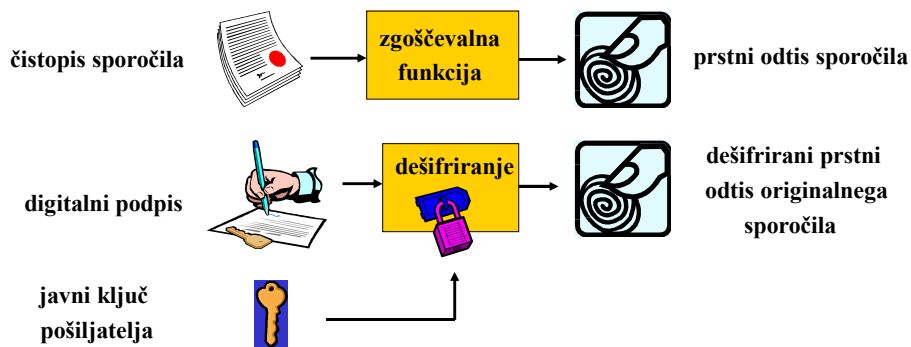 čistopis sporočila
zgoščevalna
funkcija
prstni odtis sporočila
digitalni podpis
dešifriranje
dešifrirani prstni
odtis originalnega
sporočila
javni ključ
pošiljatelja